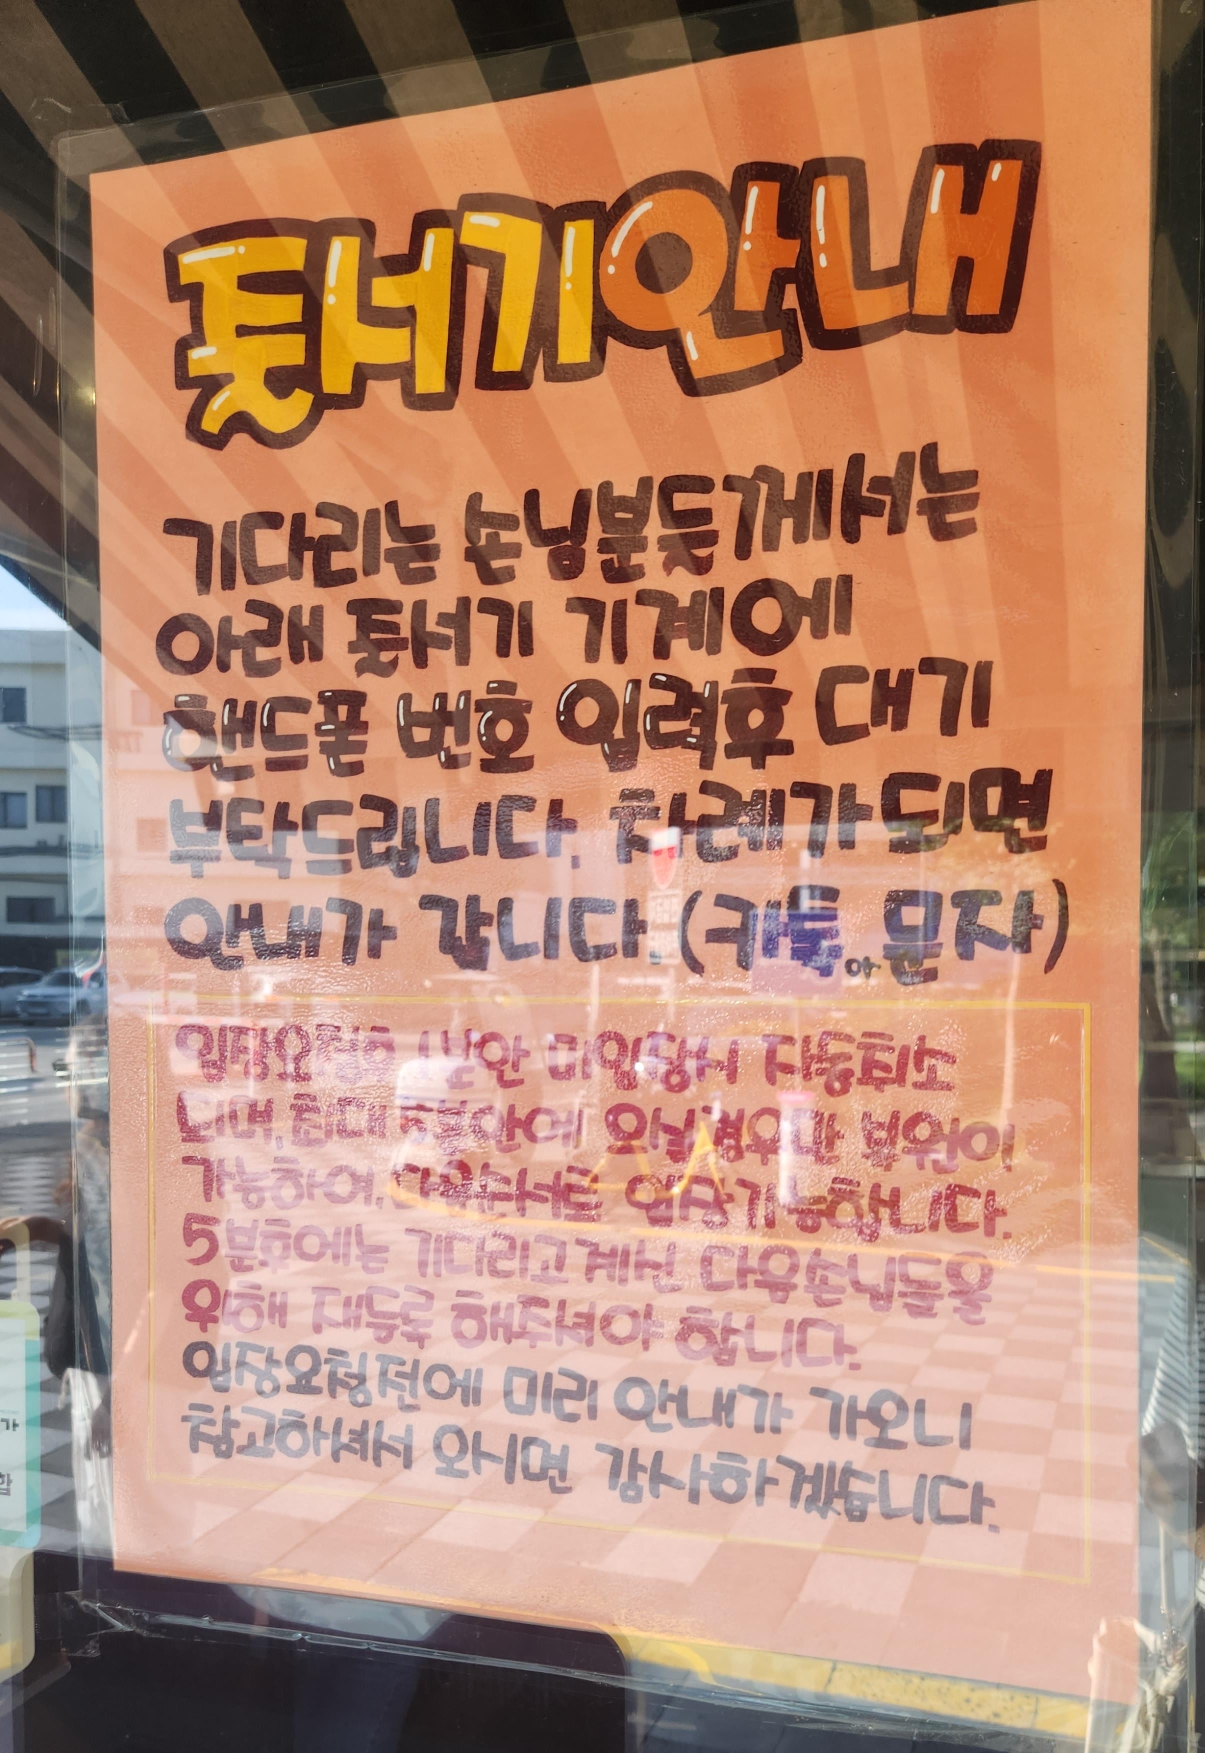 줄서기안내
기다리는 손님분들께서는
아래 줄서기 기계에
핸드폰 번호 입력후 대기
부탁드립니다. 차례가 되면
안내가 갑니다. (카톡or문자)
입장요청후 1분안 미입장시 자동취소
되며, 최대 5분안에 오실경우만 복원이
가능하여, 다음순서로 입장가능합니다.
5분후에는 기다리고계신 다음손님들을
위해 재등록 해주셔야 합니다.
입장요청전에 미리 안내가 가오니
참고하셔서 오시면 감사하겠습니다.